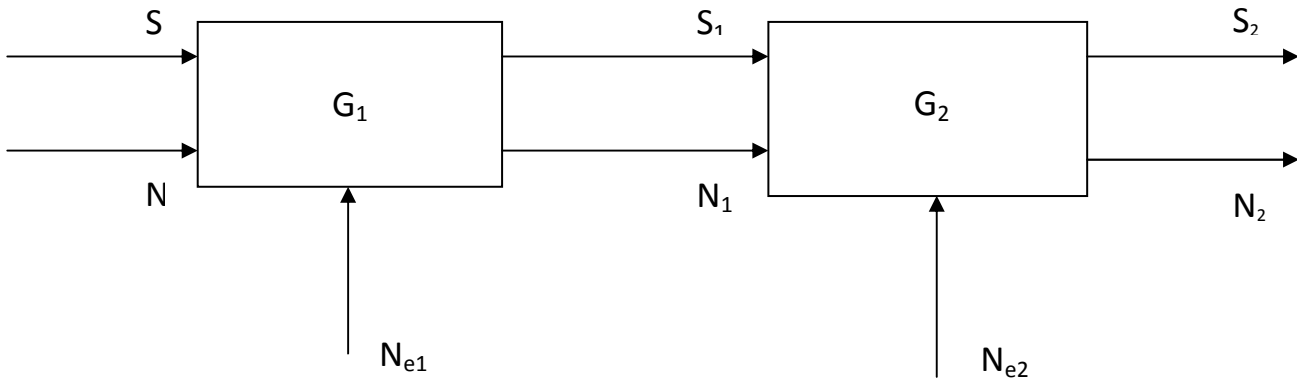 S S₁ S₂
G₁ G₂
N N₁ N₂
Nₑ₁ Nₑ₂